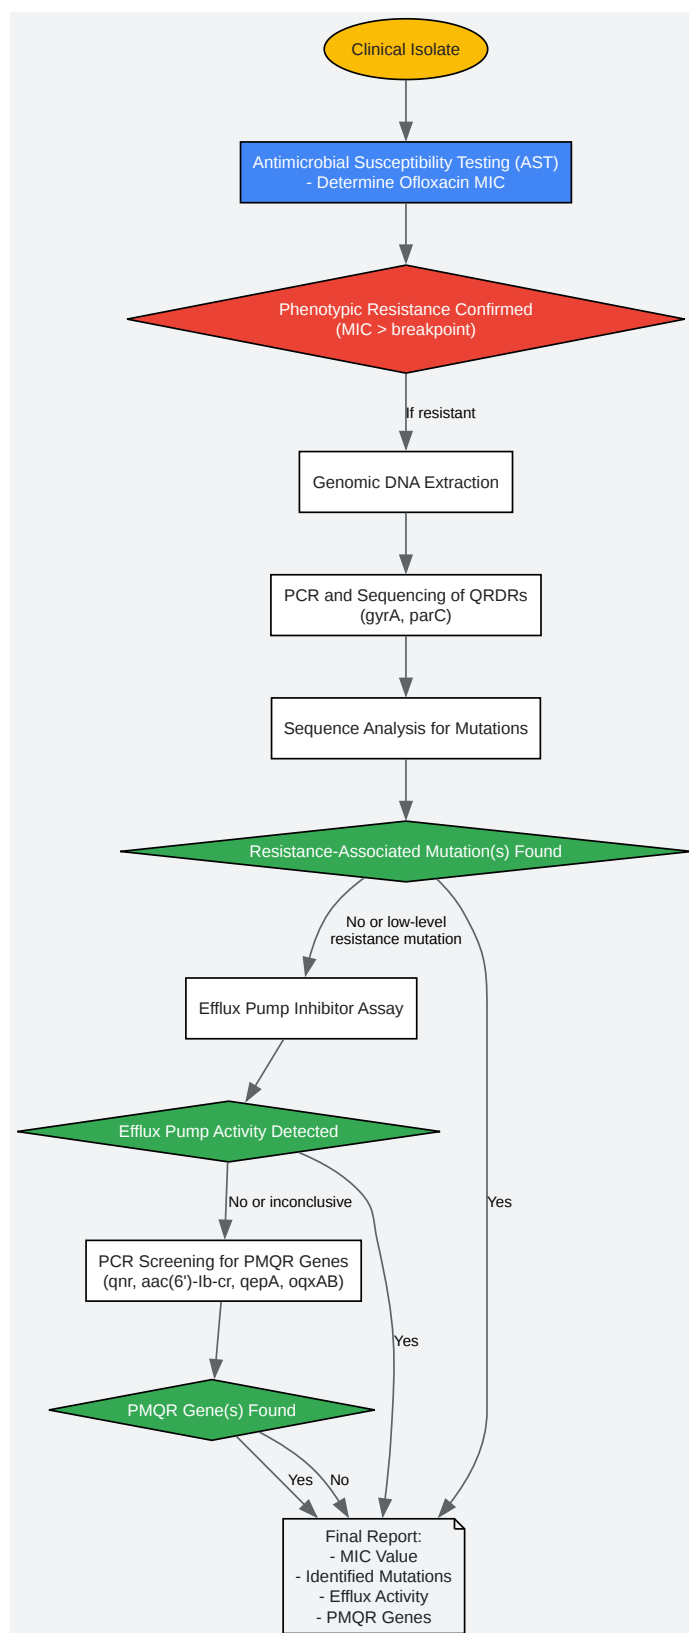 Clinical Isolate
Antimicrobial Susceptibility Testing (AST)
- Determine Ofloxacin MIC
Phenotypic Resistance Confirmed
(MIC > breakpoint)
If resistant
Genomic DNA Extraction
PCR and Sequencing of QRDRs
(gyrA, parC)
Sequence Analysis for Mutations
Resistance-Associated Mutation(s) Found
No or low-level
resistance mutation
Efflux Pump Inhibitor Assay
Efflux Pump Activity Detected
No or inconclusive
Yes
PCR Screening for PMQR Genes
(qnr, aac(6')-Ib-cr, qepA, oqxAB)
Yes
PMQR Gene(s) Found
Yes
No
Final Report:
- MIC Value
- Identified Mutations
- Efflux Activity
- PMQR Genes